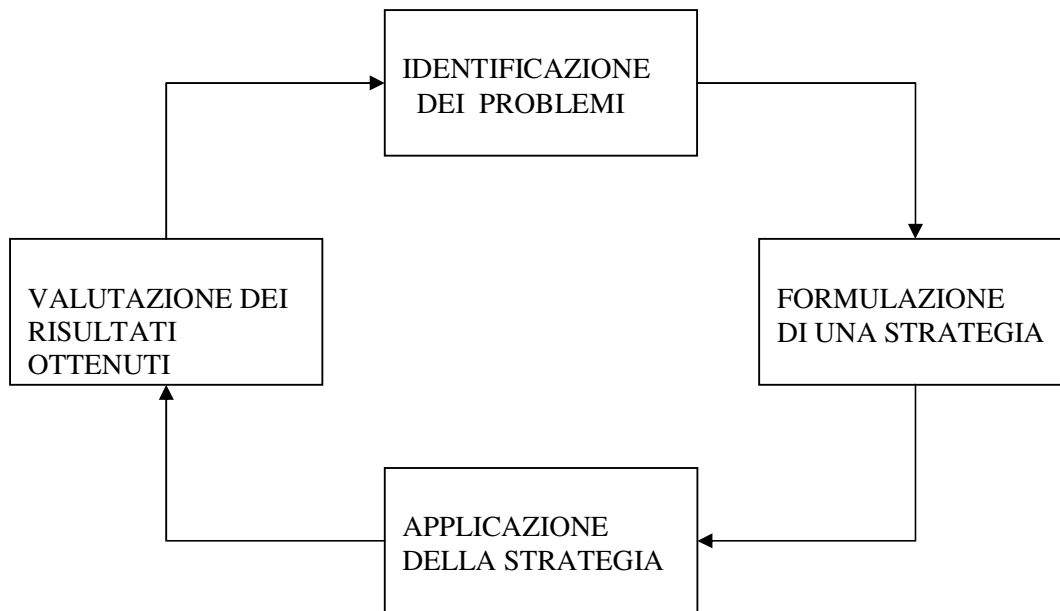 IDENTIFICAZIONE
DEI PROBLEMI
VALUTAZIONE DEI
RISULTATI
OTTENUTI
FORMULAZIONE
DI UNA STRATEGIA
APPLICAZIONE
DELLA STRATEGIA